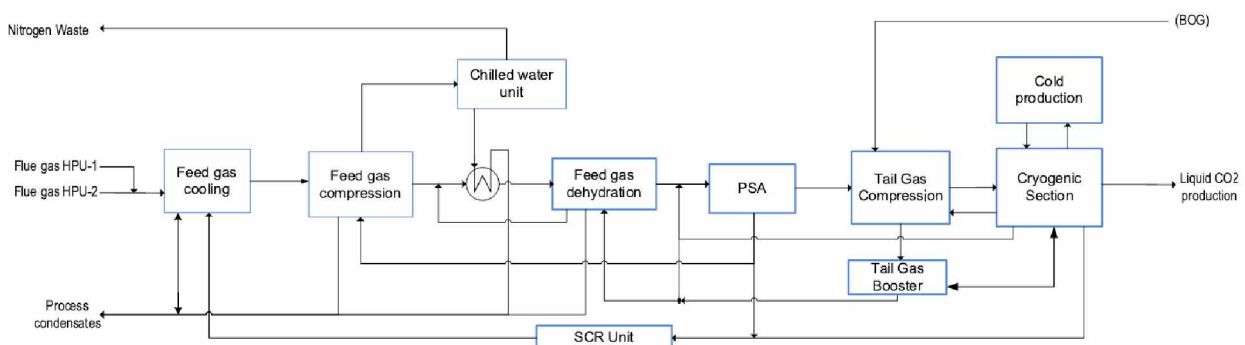 Nitrogen Waste
(BOG)
Chilled water
unit
Cold
production
Flue gas HPU-1
Flue gas HPU-2
Feed gas
cooling
Feed gas
compression
Feed gas
dehydration
PSA
Tail Gas
Compression
Cryogenic
Section
Liquid CO2
production
Tail Gas
Booster
Process
condensates
SCR Unit